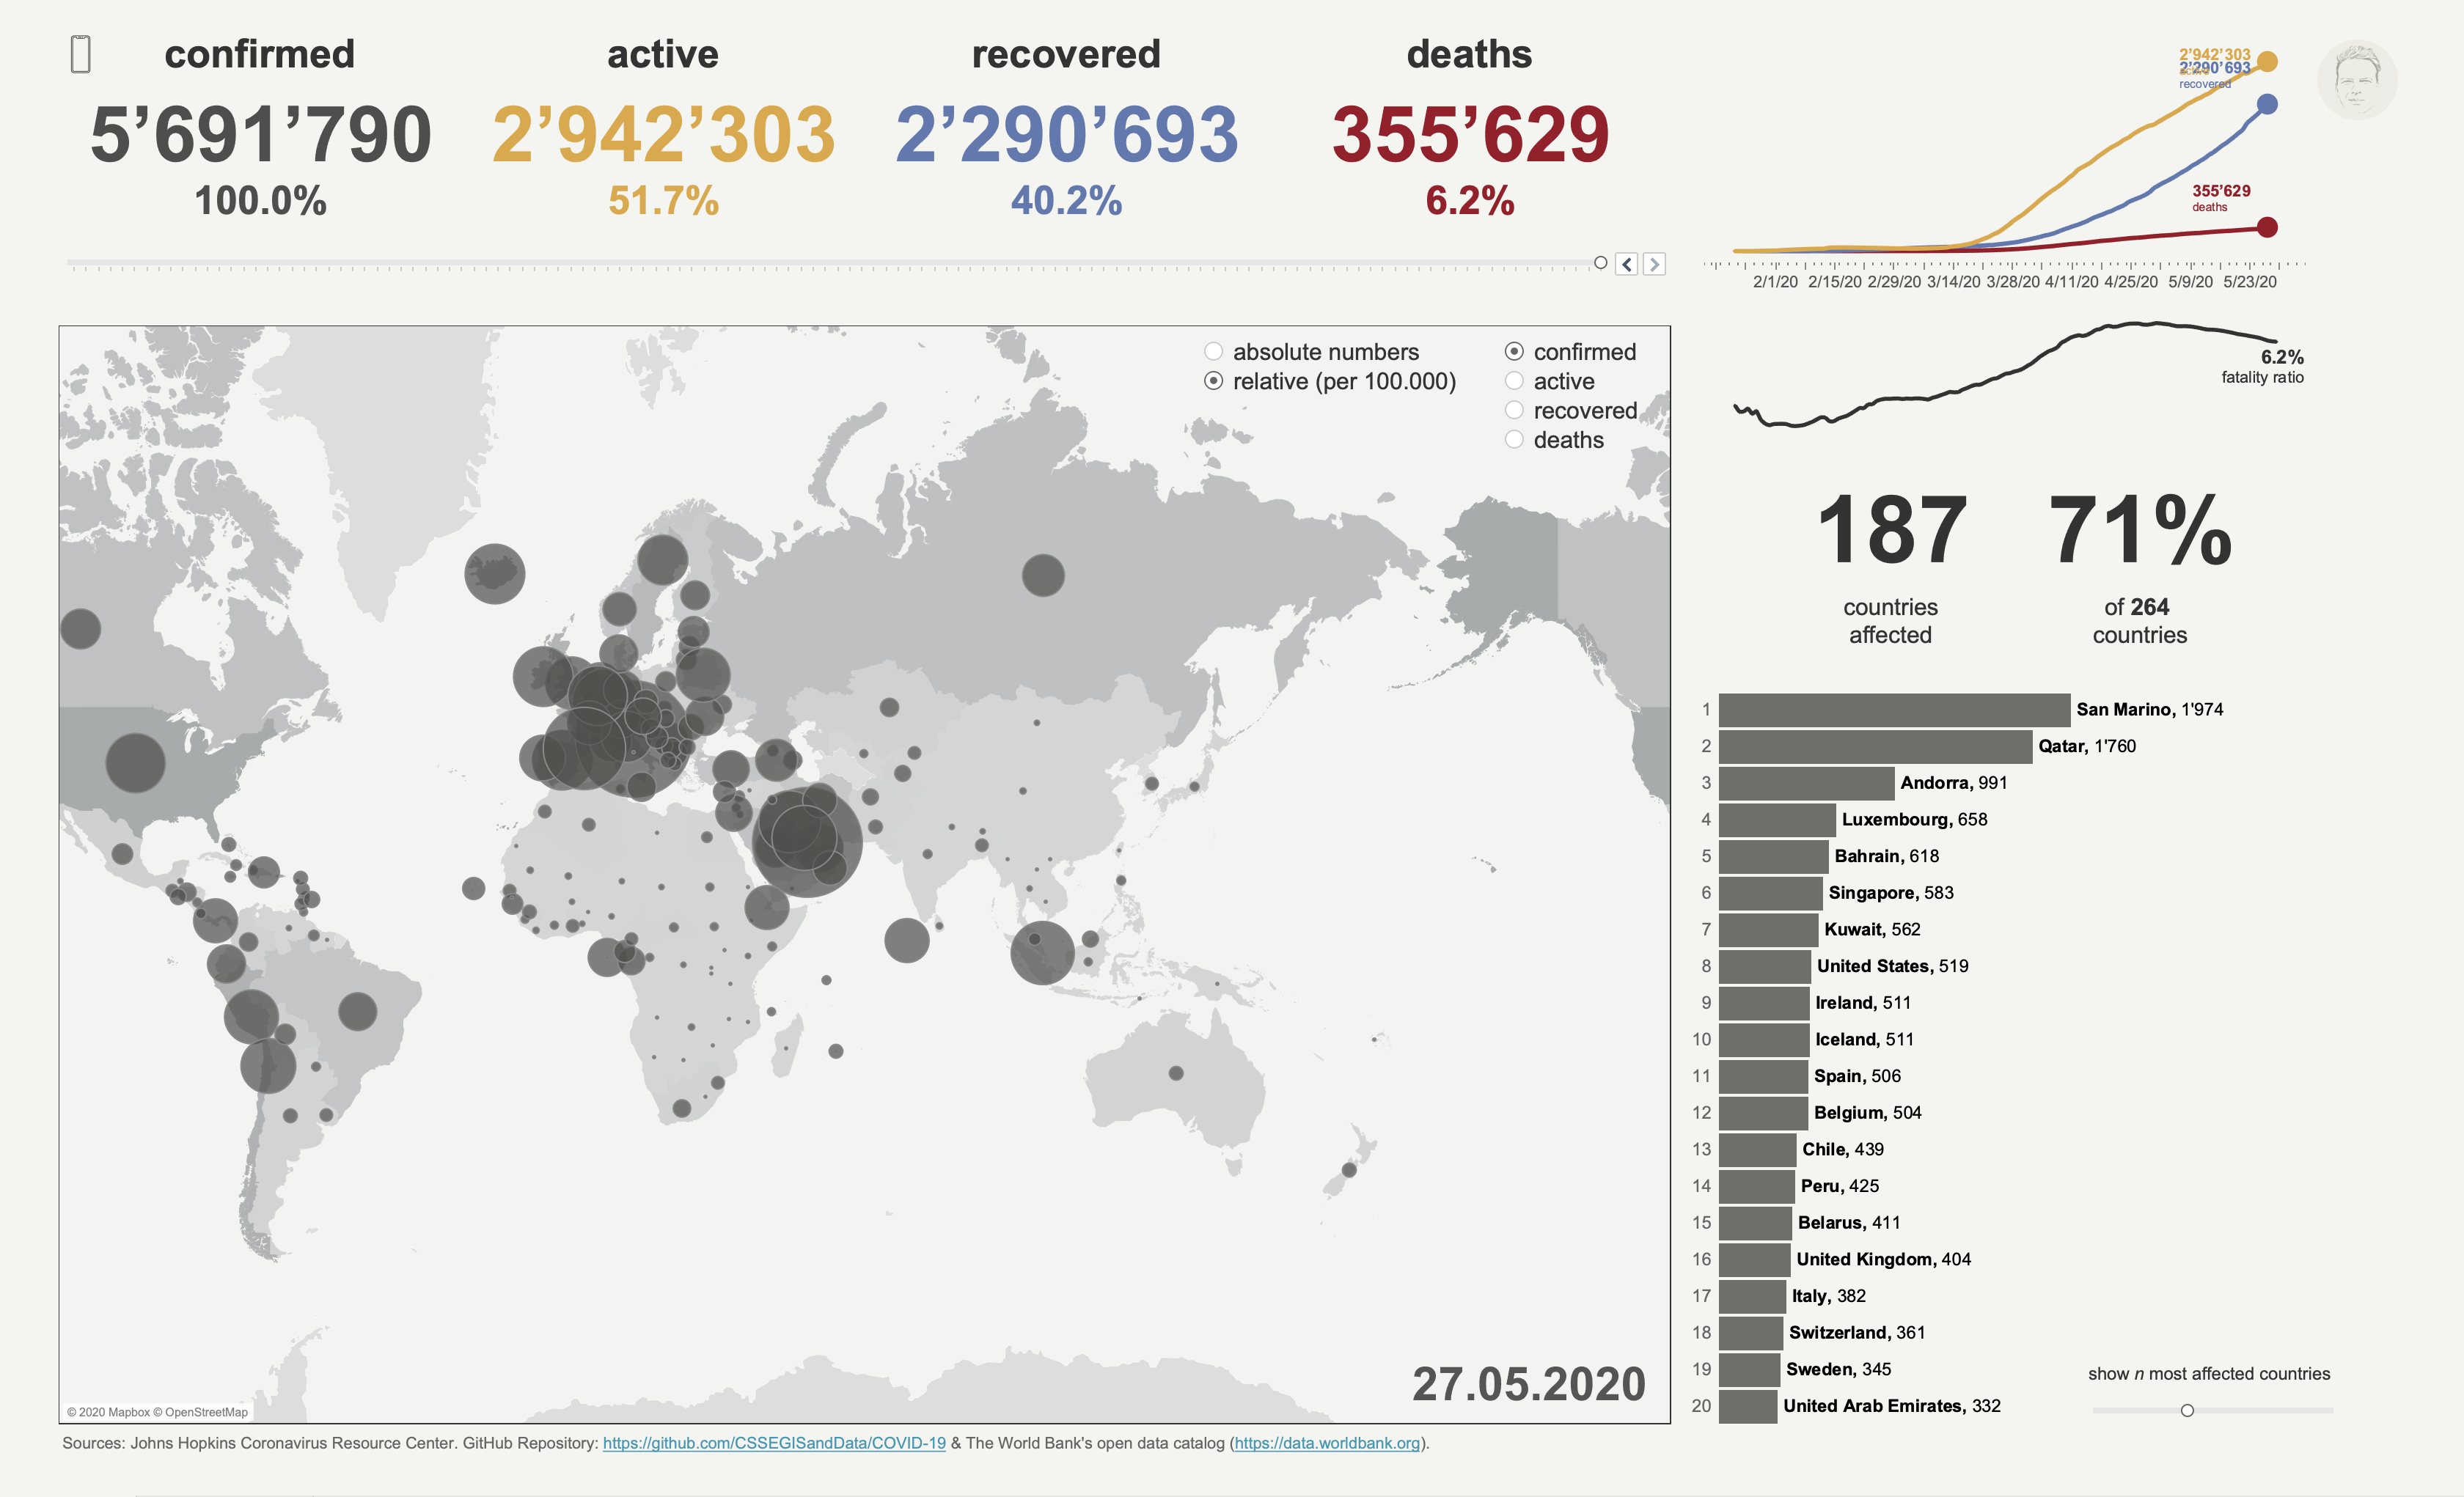 confirmed
5’691’790
100.0%
active
2’942’303
51.7%
recovered
2’290’693
40.2%
deaths
355’629
6.2%
2’942’303
active
2’290’693
recovered
355’629
deaths
2/1/20 2/15/20 2/29/20 3/14/20 3/28/20 4/11/20 4/25/20 5/9/20 5/23/20
absolute numbers
relative (per 100.000)
confirmed
active
recovered
deaths
27.05.2020
© 2020 Mapbox © OpenStreetMap
6.2%
fatality ratio
187
countries
affected
71%
of 264
countries
1 San Marino, 1'974
2 Qatar, 1'760
3 Andorra, 991
4 Luxembourg, 658
5 Bahrain, 618
6 Singapore, 583
7 Kuwait, 562
8 United States, 519
9 Ireland, 511
10 Iceland, 511
11 Spain, 506
12 Belgium, 504
13 Chile, 439
14 Peru, 425
15 Belarus, 411
16 United Kingdom, 404
17 Italy, 382
18 Switzerland, 361
19 Sweden, 345
20 United Arab Emirates, 332
show n most affected countries
Sources: Johns Hopkins Coronavirus Resource Center. GitHub Repository: https://github.com/CSSEGISandData/COVID-19 & The World Bank's open data catalog (https://data.worldbank.org).